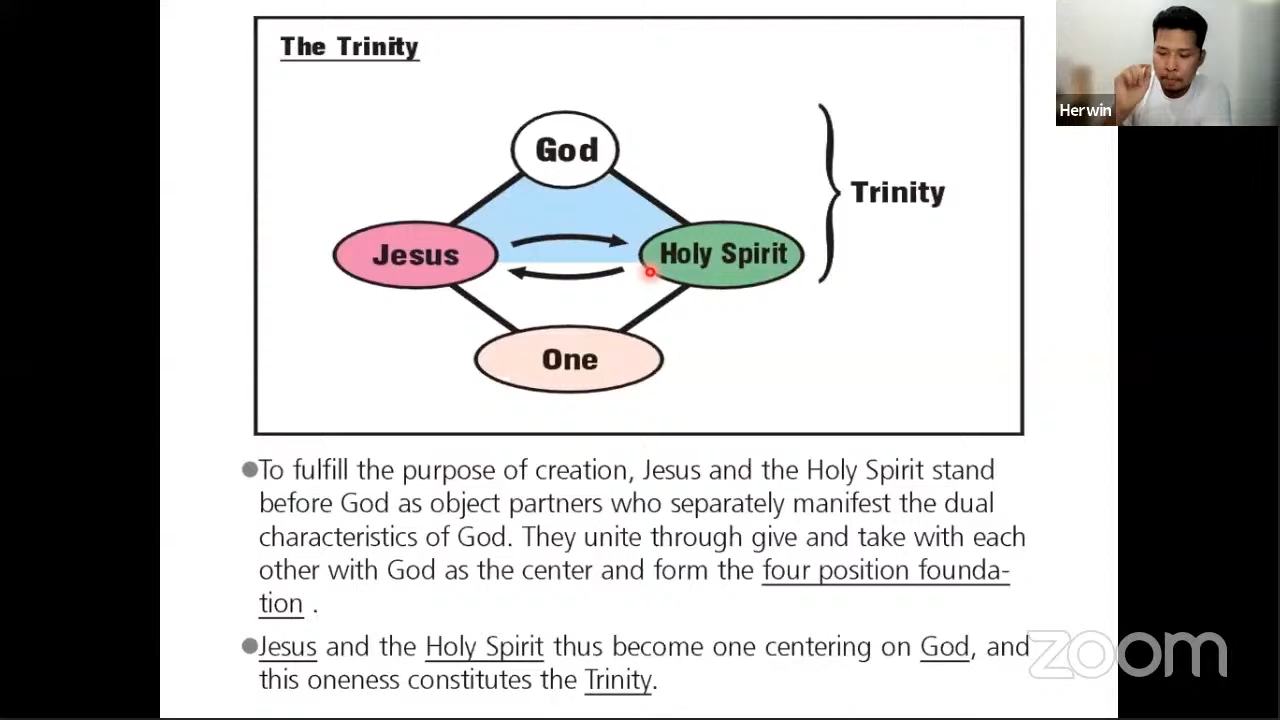 The Trinity
Herwin
God
Trinity
Jesus
Holy Spirit
One
●To fulfill the purpose of creation, Jesus and the Holy Spirit stand
before God as object partners who separately manifest the dual
characteristics of God. They unite through give and take with each
other with God as the center and form the four position founda-
tion .
●Jesus and the Holy Spirit thus become one centering on God, and
this oneness constitutes the Trinity.
zoom